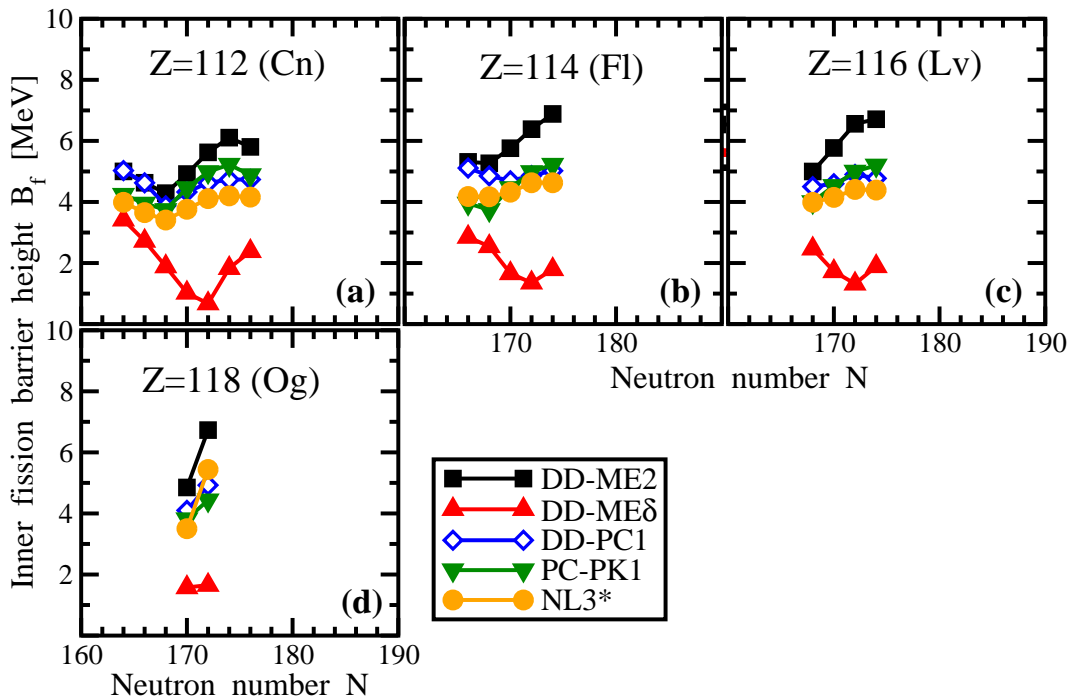 10
8
6
4
2
Z=112 (Cn)
(a)
Z=114 (Fl)
(b)
Z=116 (Lv)
(c)
170
180
170
180
190
Neutron number N
Inner fission barrier height B_f [MeV]
10
8
6
4
2
Z=118 (Og)
(d)
160
170
180
190
Neutron number N
DD-ME2
DD-MEδ
DD-PC1
PC-PK1
NL3*